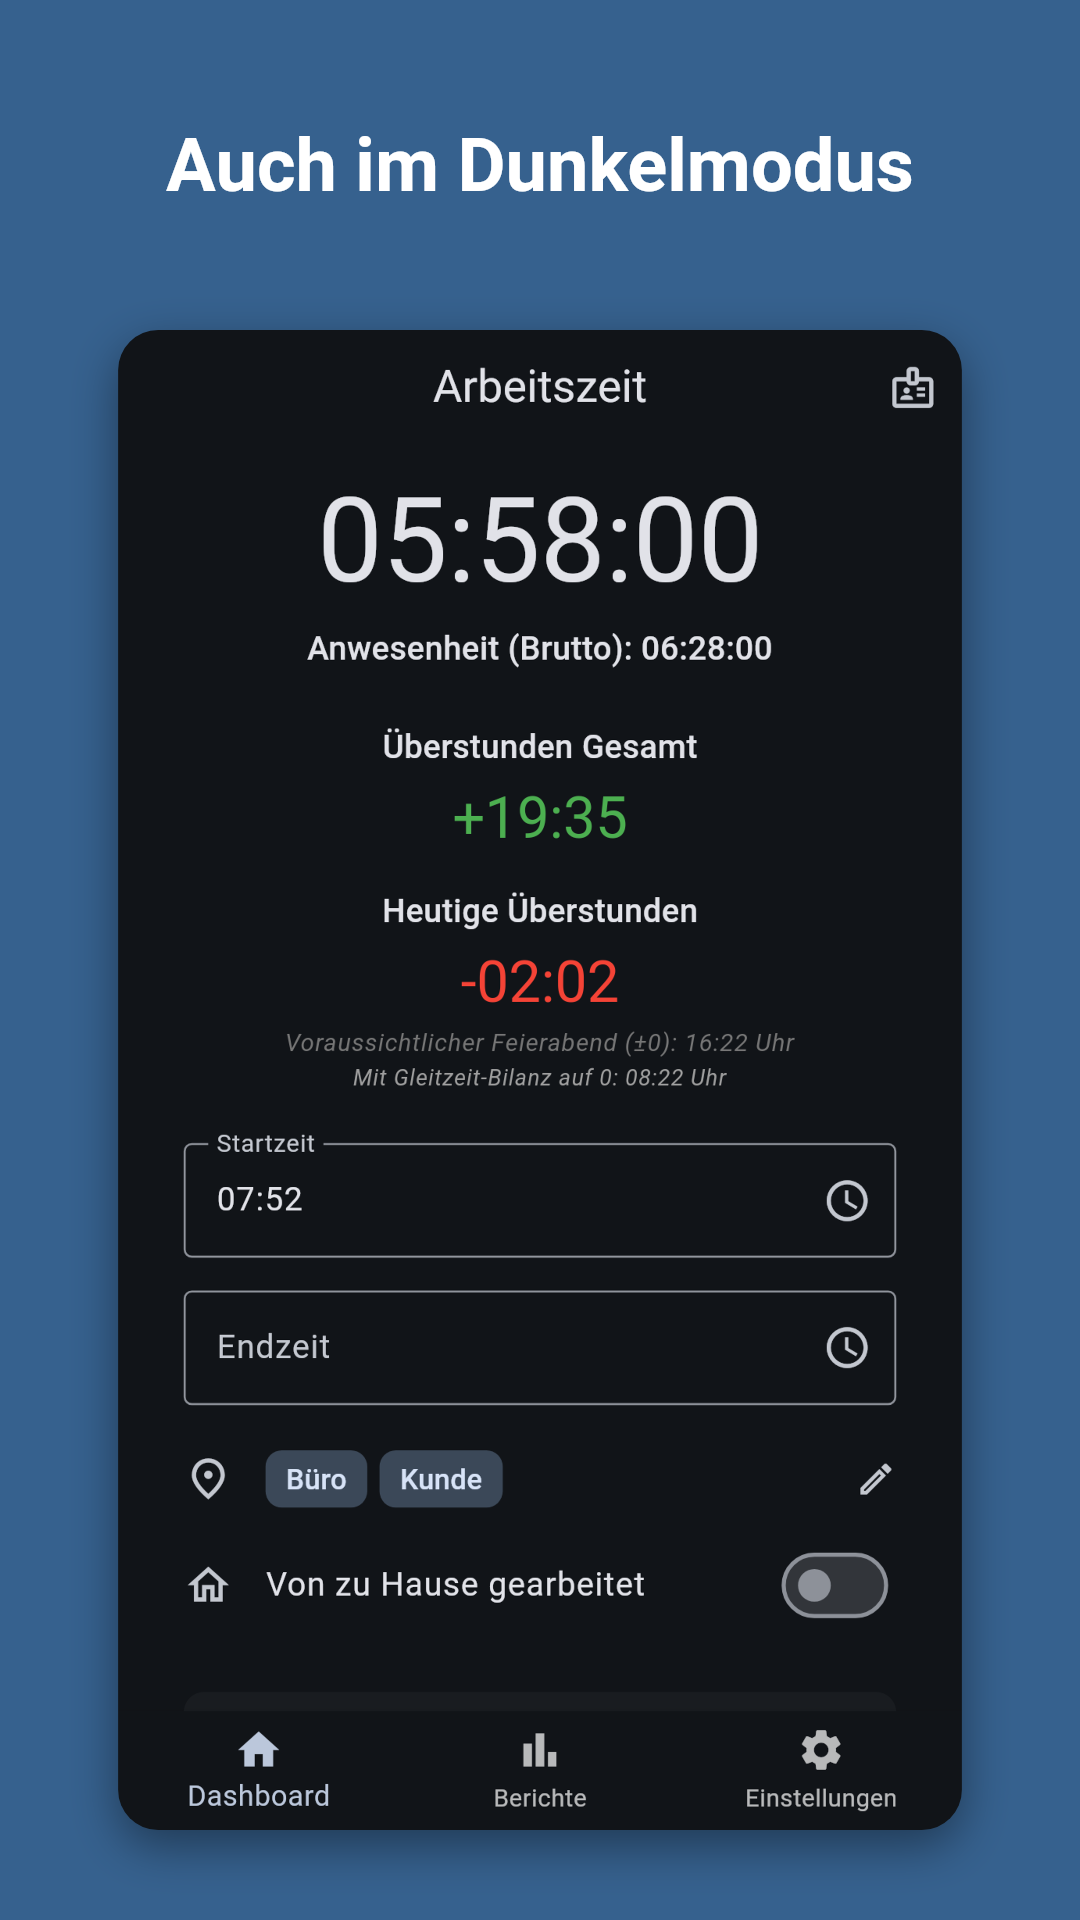 Auch im Dunkelmodus
Arbeitszeit
05:58:00
Anwesenheit (Brutto): 06:28:00
Überstunden Gesamt
+19:35
Heutige Überstunden
-02:02
Voraussichtlicher Feierabend (±0): 16:22 Uhr
Mit Gleitzeit-Bilanz auf 0: 08:22 Uhr
Startzeit
07:52
Endzeit
Büro Kunde
Von zu Hause gearbeitet
Dashboard Berichte Einstellungen